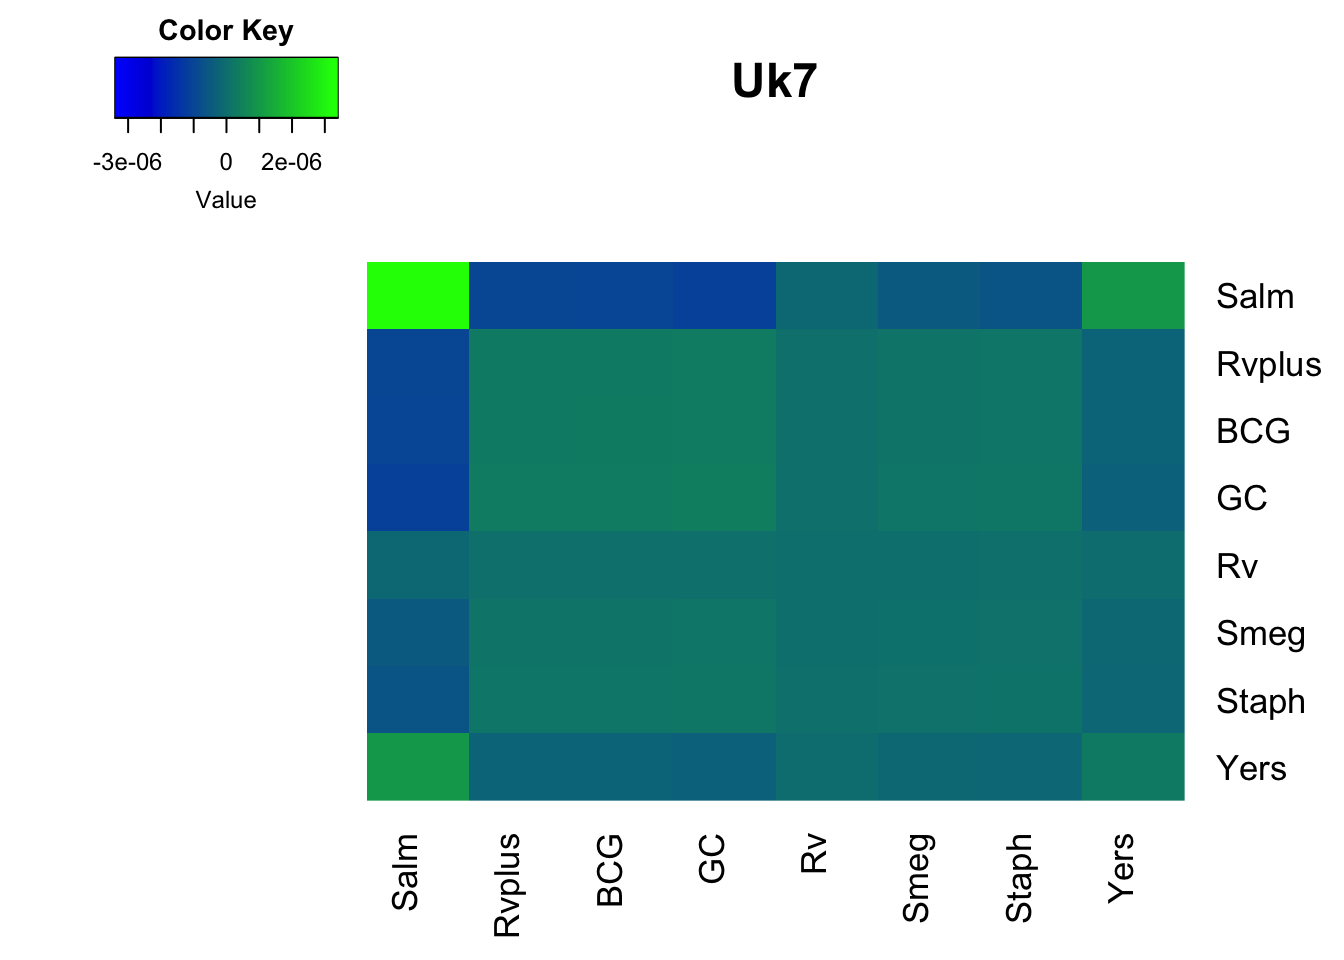 Color Key
-3e-06 0 2e-06
Value
Uk7
Salm
Rvplus
BCG
GC
Rv
Smeg
Staph
Yers
Salm Rvplus BCG GC Rv Smeg Staph Yers